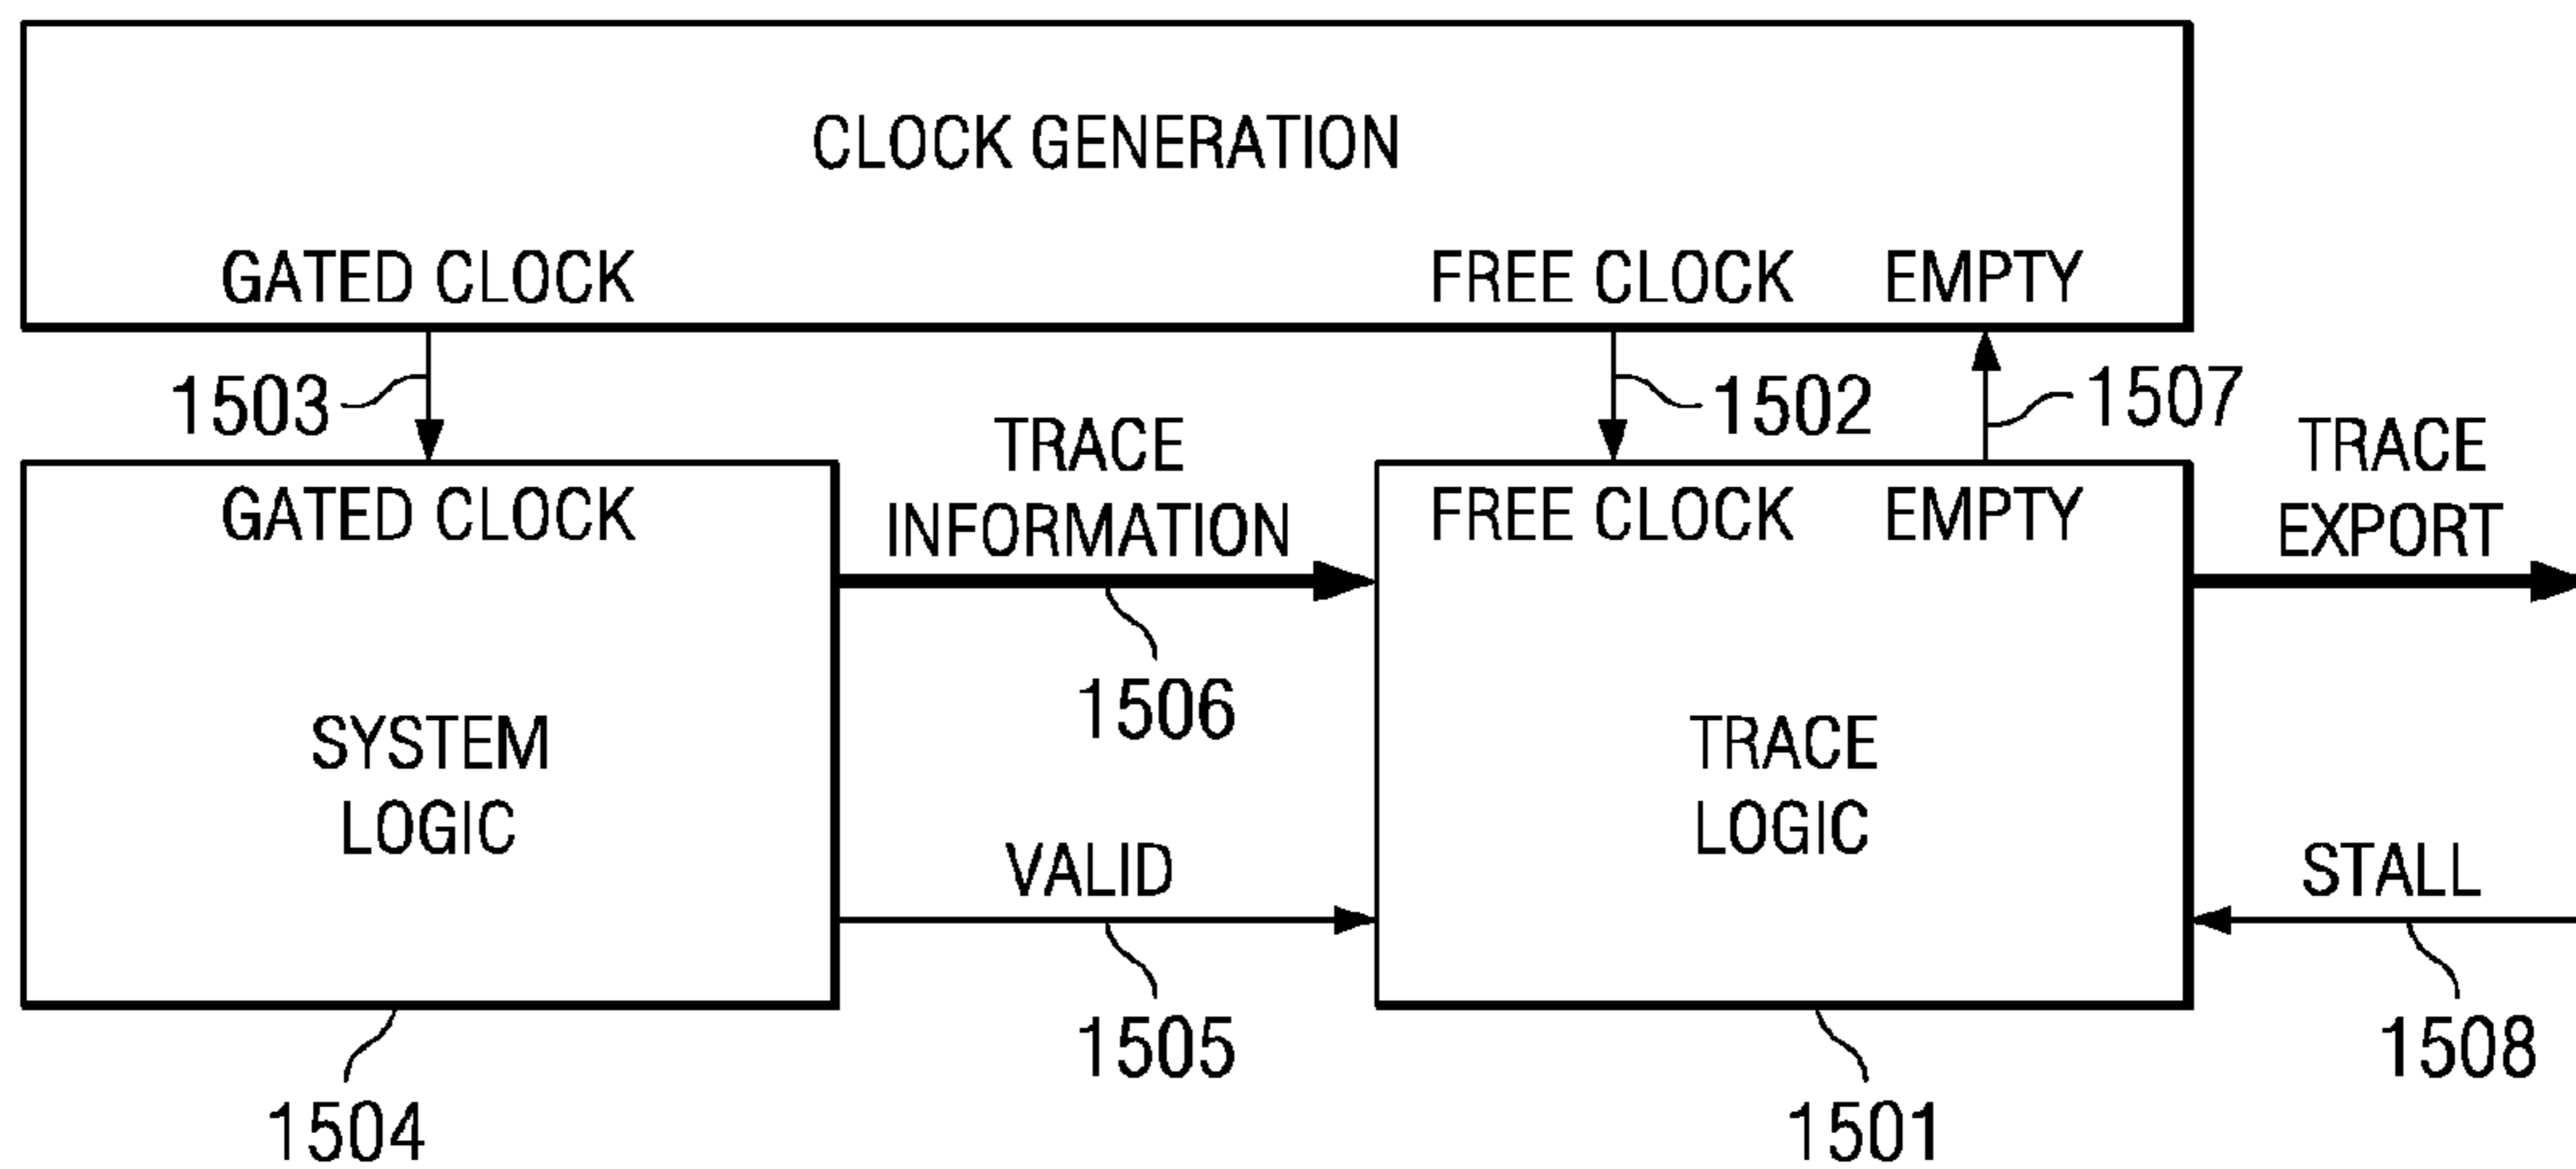 CLOCK GENERATION
GATED CLOCK
FREE CLOCK
EMPTY
1503
1502
1507
TRACE
INFORMATION
TRACE
EXPORT
GATED CLOCK
FREE CLOCK
EMPTY
1506
SYSTEM
LOGIC
TRACE
LOGIC
VALID
STALL
1505
1508
1504
1501